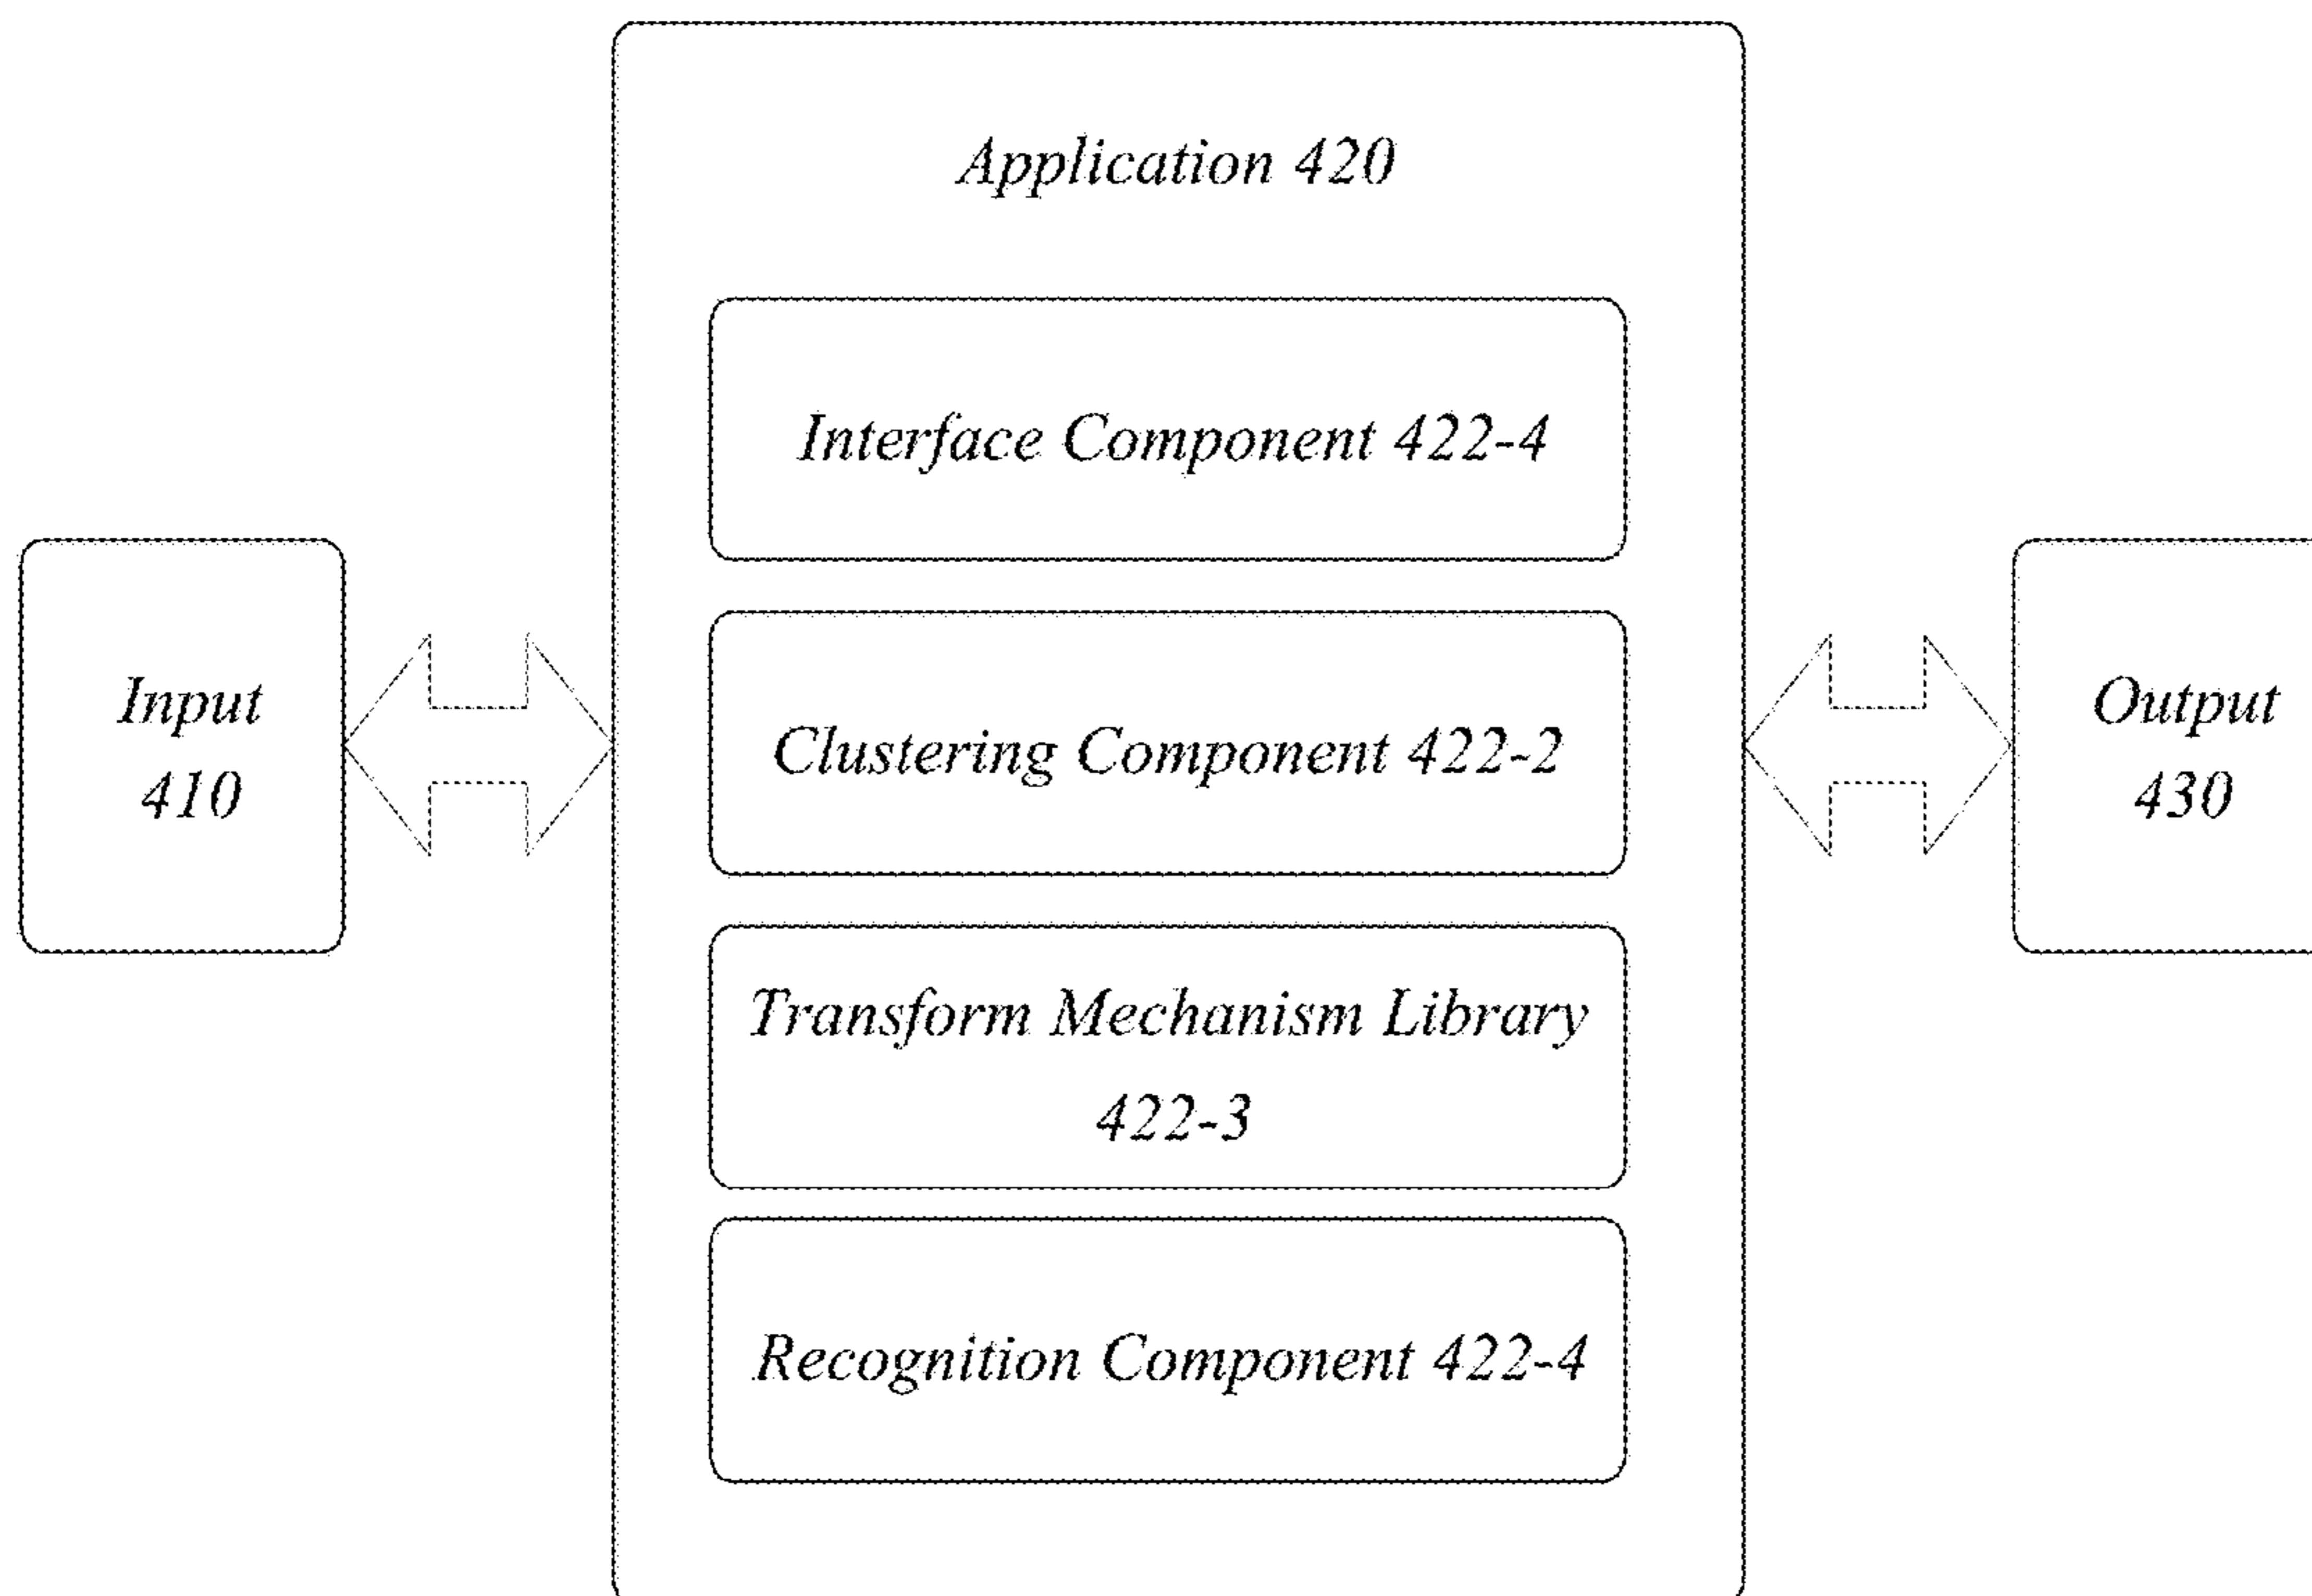 Application 420
Interface Component 422-4
Input
410
Clustering Component 422-2
Output
430
Transform Mechanism Library
422-3
Recognition Component 422-4